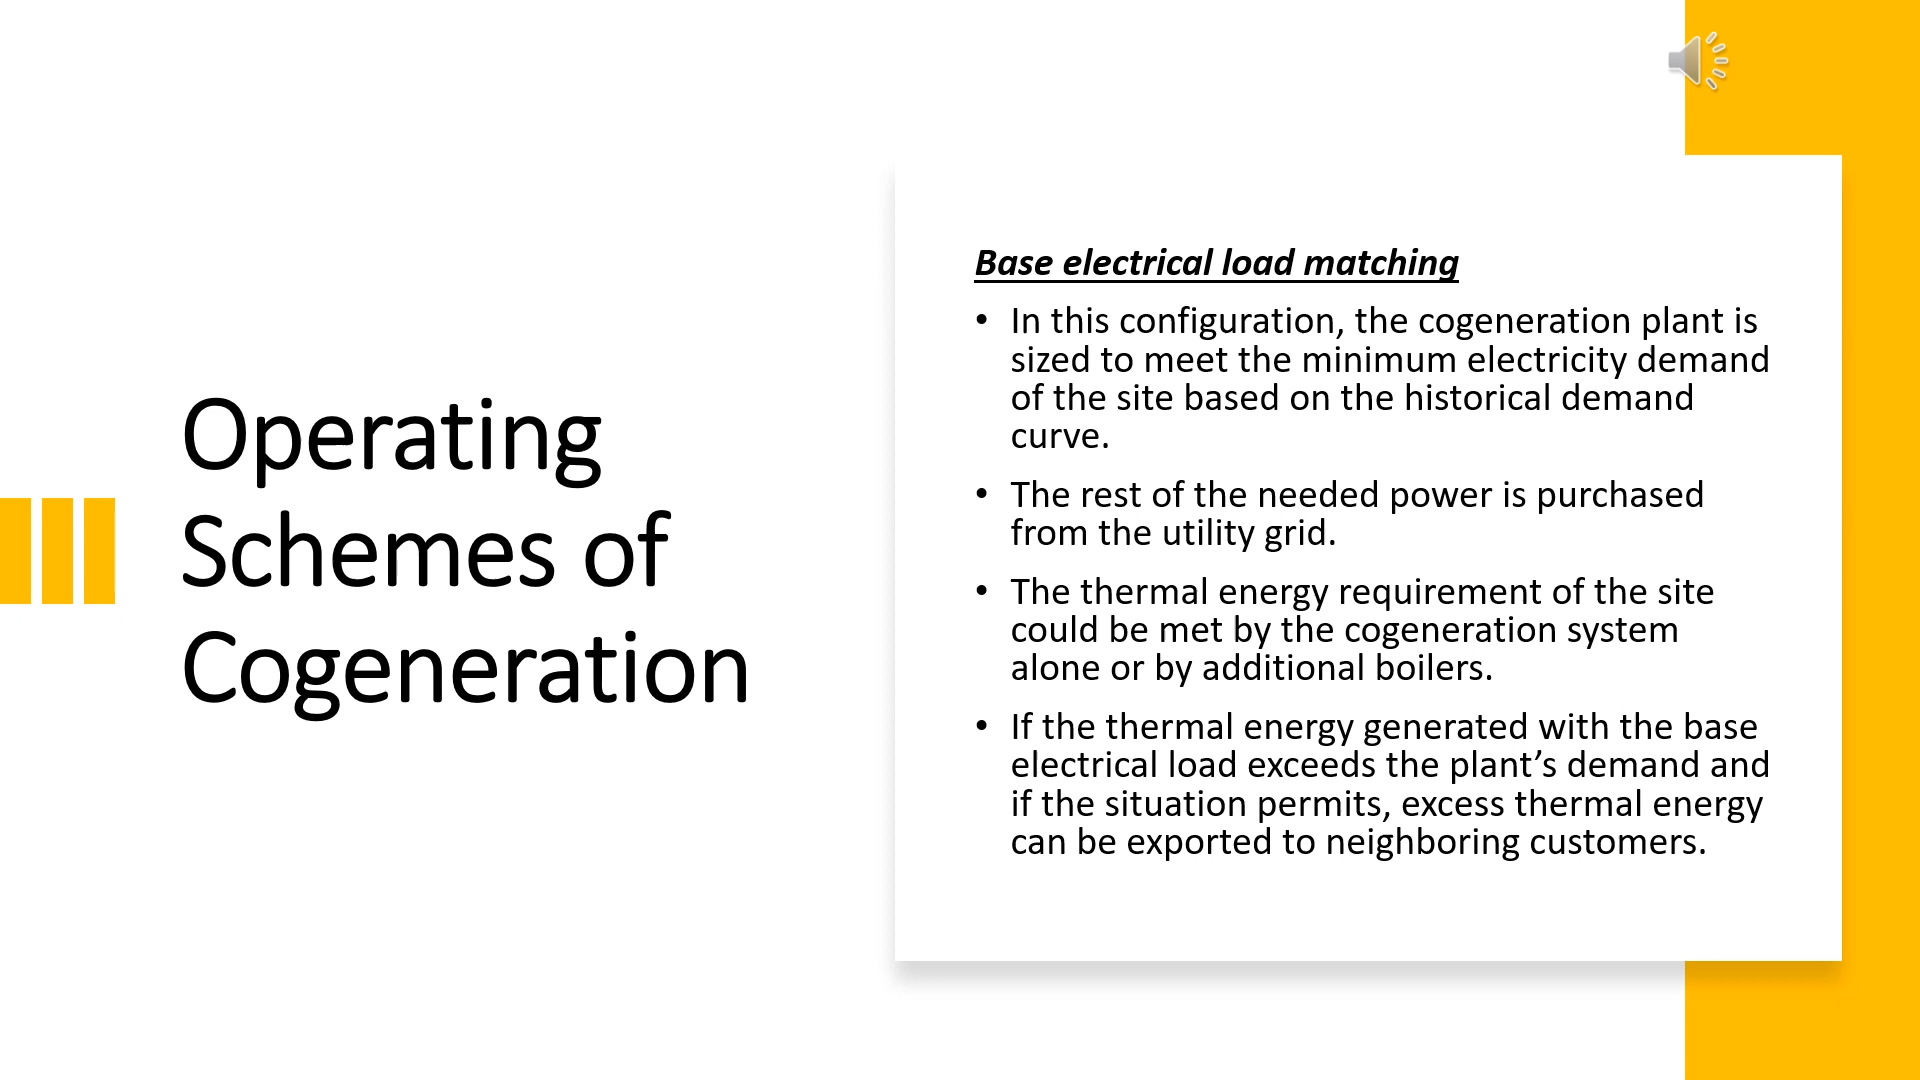 Operating
Schemes of
Cogeneration
Base electrical load matching
• In this configuration, the cogeneration plant is
sized to meet the minimum electricity demand
of the site based on the historical demand
curve.
• The rest of the needed power is purchased
from the utility grid.
• The thermal energy requirement of the site
could be met by the cogeneration system
alone or by additional boilers.
• If the thermal energy generated with the base
electrical load exceeds the plant’s demand and
if the situation permits, excess thermal energy
can be exported to neighboring customers.